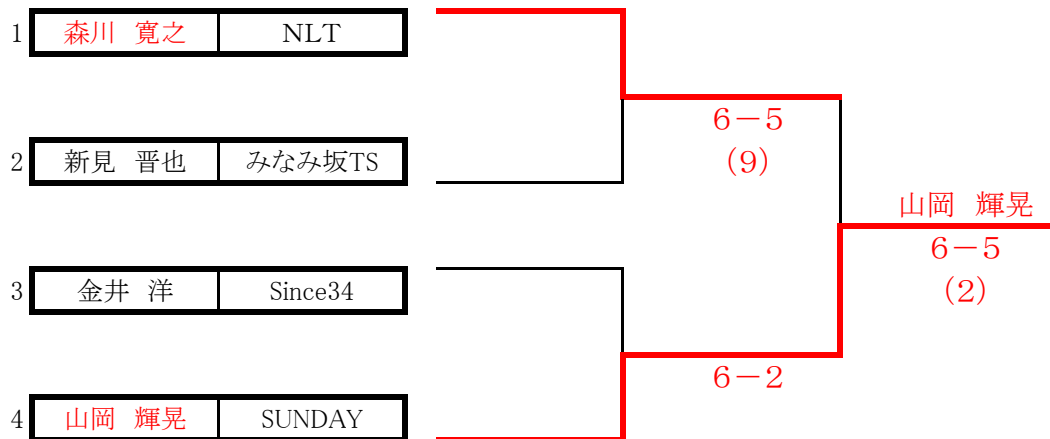 1 森川 寛之 NLT
6－5
(9)
2 新見 晋也 みなみ坂TS
山岡 輝晃
6－5
(2)
3 金井 洋 Since34
6－2
4 山岡 輝晃 SUNDAY